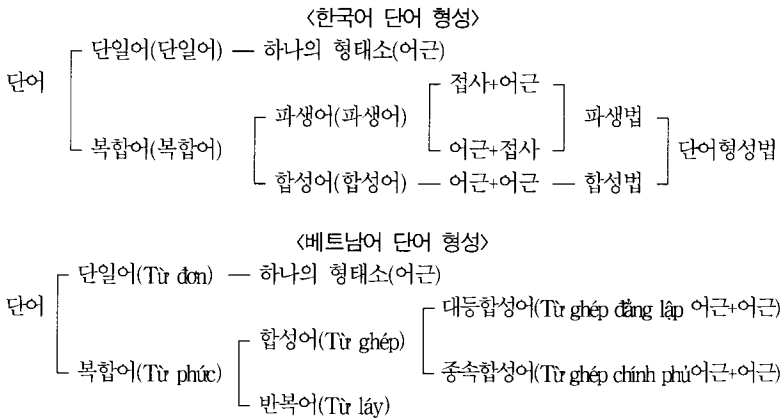 <한국어 단어 형성>
단일어(단일어) — 하나의 형태소(어근)
접사+어근
단어
파생어(파생어) 파생법
복합어(복합어) 어근+접사 단어형성법
합성어(합성어) — 어근+어근 — 합성법
<베트남어 단어 형성>
단일어(Từ đơn) — 하나의 형태소(어근)
단어 대등합성어(Từ ghép đẳng lập 어근+어근)
합성어(Từ ghép)
복합어(Từ phức) 종속합성어(Từ ghép chính phủ어근+어근)
반복어(Từ láy)